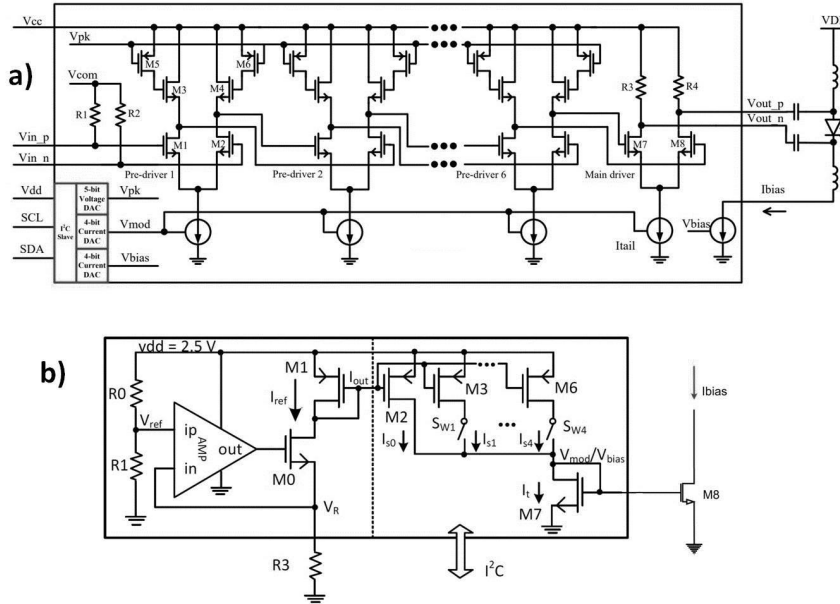 a)
Vcc
Vpk
M5
M6
M3
M4
Vcom
R1
R2
Vin_p
Vin_n
M1
M2
Pre-driver 1
Pre-driver 2
Pre-driver 6
Main driver
R3
R4
M7
M8
Vout_p
Vout_n
VD
Ibias
Vbias
Itail
Vdd
SCL
SDA
I²C Slave
5-bit
Voltage
DAC
4-bit
Current
DAC
4-bit
Current
DAC
Vpk
Vmod
Vbias
b)
vdd = 2.5 V
R0
Vref
R1
ip
in
AMP
out
M0
Iref
M1
Iout
VR
R3
M2
M3
M6
SW1
SW4
Is0
Is1
Is4
Vmod/Vbias
It
M7
I²C
Ibias
M8